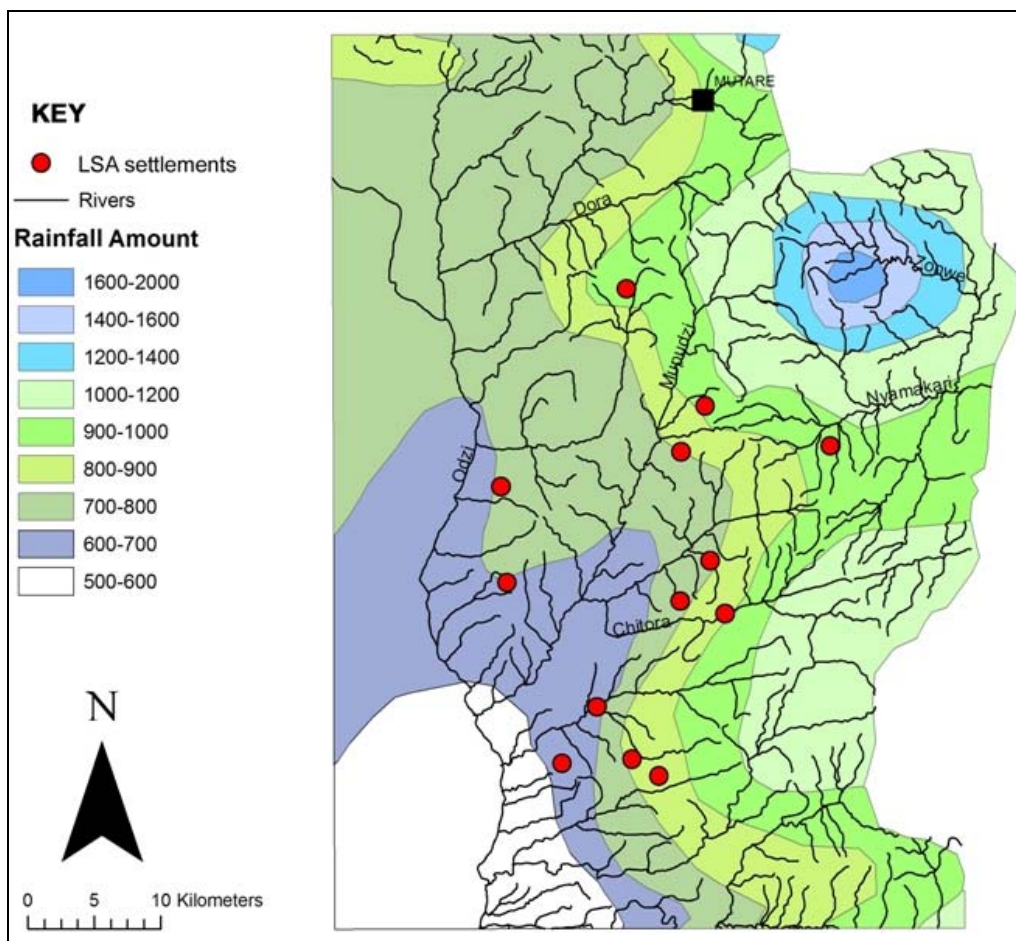 KEY
LSA settlements
Rivers
Rainfall Amount
1600-2000
1400-1600
1200-1400
1000-1200
900-1000
800-900
700-800
600-700
500-600
N
0 5 10 Kilometers
MUTARE
Dora
Zonwe
Mupudzi
Nyamakari
Odzi
Chitora